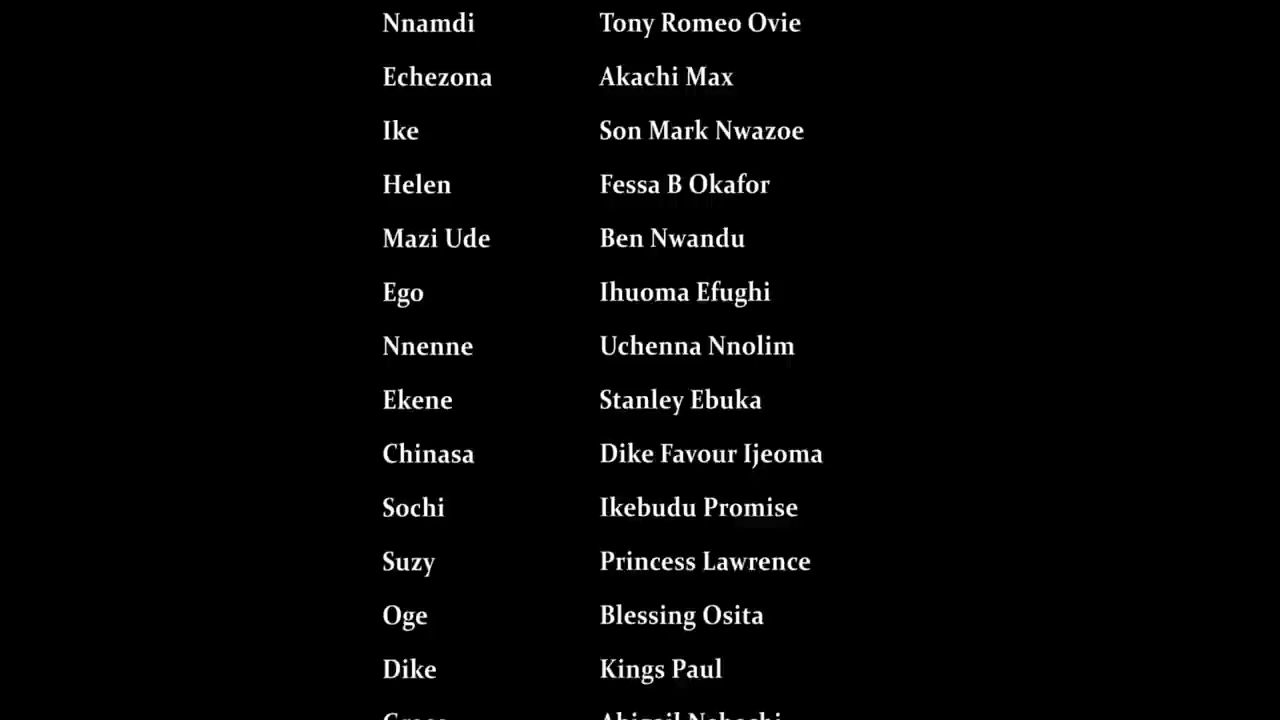 Nnamdi Tony Romeo Ovie
Echezona Akachi Max
Ike Son Mark Nwazoe
Helen Fessa B Okafor
Mazi Ude Ben Nwandu
Ego Ihuoma Efughi
Nnenne Uchenna Nnolim
Ekene Stanley Ebuka
Chinasa Dike Favour Ijeoma
Sochi Ikebudu Promise
Suzy Princess Lawrence
Oge Blessing Osita
Dike Kings Paul